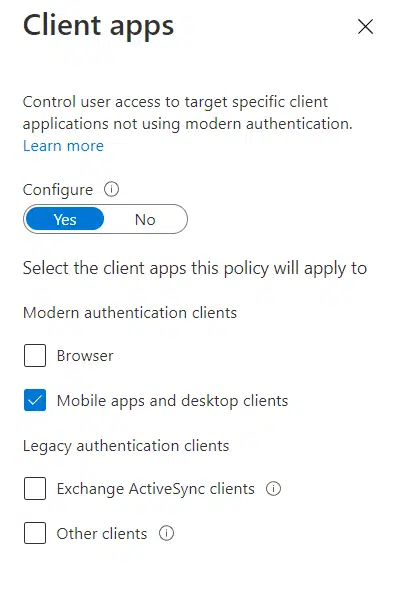 Client apps
Control user access to target specific client
applications not using modern authentication.
Learn more
Configure
Yes No
Select the client apps this policy will apply to
Modern authentication clients
Browser
Mobile apps and desktop clients
Legacy authentication clients
Exchange ActiveSync clients
Other clients